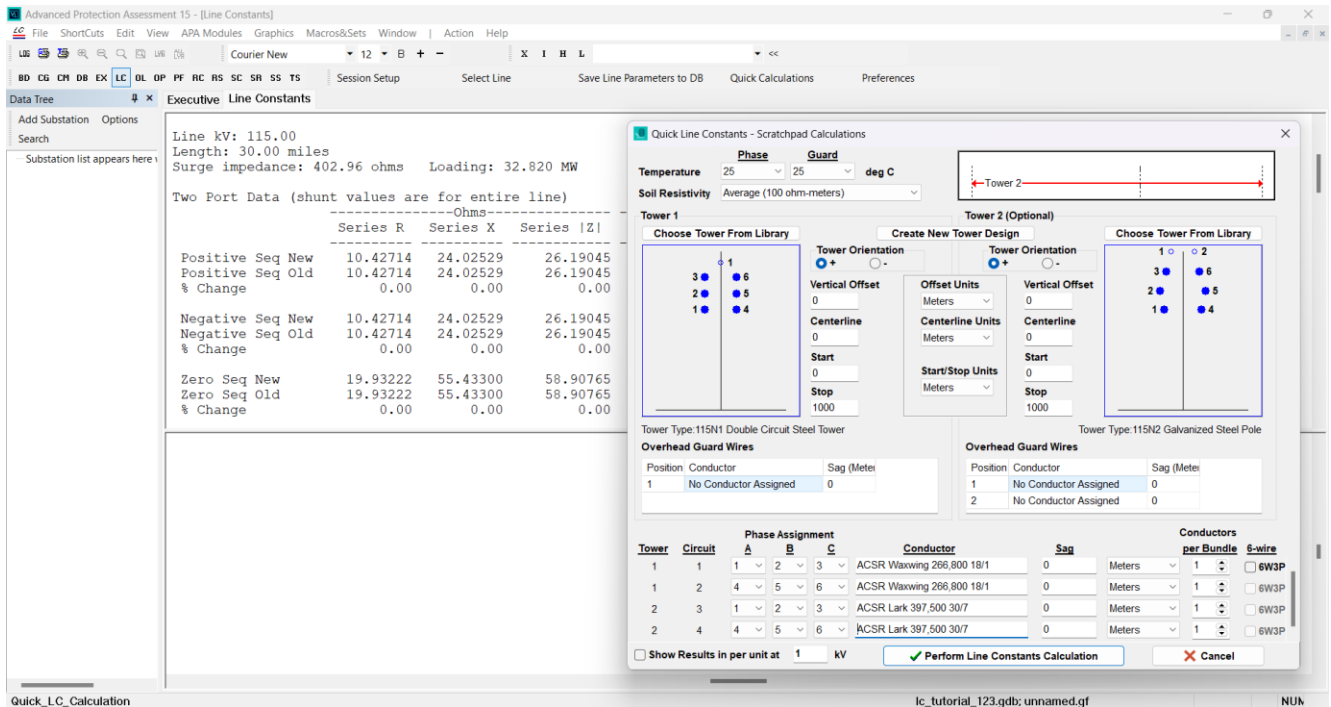 Advanced Protection Assessment 15 - [Line Constants]
File ShortCuts Edit View APA Modules Graphics Macros&Sets Window | Action Help
LOG LNE Courier New 12 B + - X I H L <<
BD CG CM DB EX LC OL OP PF RC RS SC SR SS TS Session Setup Select Line Save Line Parameters to DB Quick Calculations Preferences
Data Tree
Executive Line Constants
Add Substation Options
Search
Substation list appears here
Line kV: 115.00
Length: 30.00 miles
Surge impedance: 402.96 ohms Loading: 32.820 MW
Two Port Data (shunt values are for entire line)
----------------Ohms----------------
Series R Series X Series |Z|
Positive Seq New 10.42714 24.02529 26.19045
Positive Seq Old 10.42714 24.02529 26.19045
% Change 0.00 0.00 0.00
Negative Seq New 10.42714 24.02529 26.19045
Negative Seq Old 10.42714 24.02529 26.19045
% Change 0.00 0.00 0.00
Zero Seq New 19.93222 55.43300 58.90765
Zero Seq Old 19.93222 55.43300 58.90765
% Change 0.00 0.00 0.00
Quick Line Constants - Scratchpad Calculations
Phase Guard
Temperature 25 25 deg C
Soil Resistivity Average (100 ohm-meters)
Tower 2
Tower 1 Tower 2 (Optional)
Choose Tower From Library Create New Tower Design Choose Tower From Library
Tower Orientation Tower Orientation
+ - + -
1
3 6
2 5
1 4
1 2
3 6
2 5
1 4
Vertical Offset Offset Units Vertical Offset
0 Meters 0
Centerline Centerline Units Centerline
0 Meters 0
Start Start/Stop Units Start
0 Meters 0
Stop Stop
1000 1000
Tower Type:115N1 Double Circuit Steel Tower Tower Type:115N2 Galvanized Steel Pole
Overhead Guard Wires Overhead Guard Wires
Position Conductor Sag (Meter Position Conductor Sag (Meter
1 No Conductor Assigned 0 1 No Conductor Assigned 0
2 No Conductor Assigned 0
Phase Assignment Conductors
Tower Circuit A B C Conductor Sag per Bundle 6-wire
1 1 1 2 3 ACSR Waxwing 266,800 18/1 0 Meters 1 6W3P
1 2 4 5 6 ACSR Waxwing 266,800 18/1 0 Meters 1 6W3P
2 3 1 2 3 ACSR Lark 397,500 30/7 0 Meters 1 6W3P
2 4 4 5 6 ACSR Lark 397,500 30/7 0 Meters 1 6W3P
Show Results in per unit at 1 kV Perform Line Constants Calculation Cancel
Quick_LC_Calculation lc_tutorial_123.qdb; unnamed.gf NUM